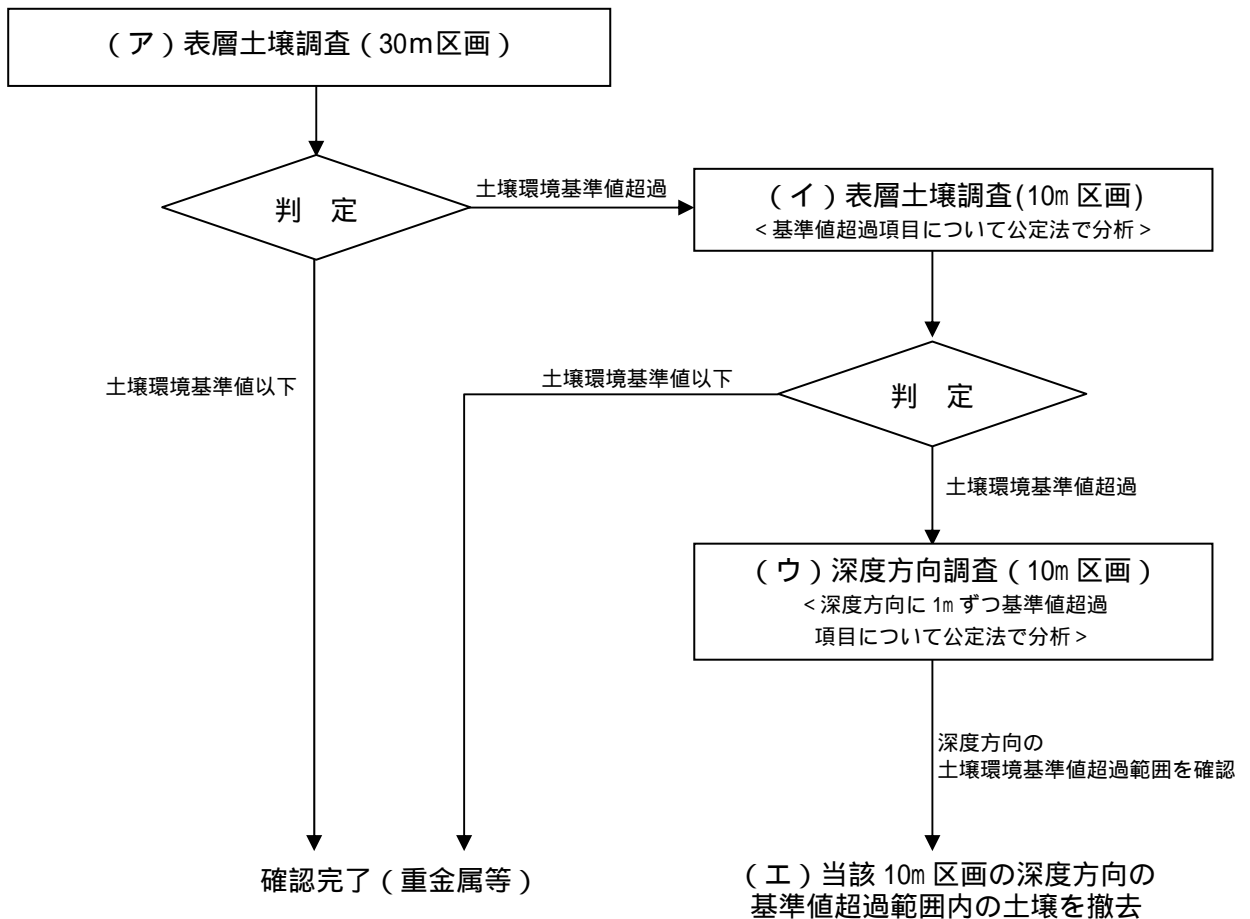 （ア）表層土壌調査（30m区画）
判　定
土壌環境基準値超過
（イ）表層土壌調査(10m 区画)
＜基準値超過項目について公定法で分析＞
土壌環境基準値以下
土壌環境基準値以下
判　定
土壌環境基準値超過
（ウ）深度方向調査（10m 区画）
＜深度方向に 1m ずつ基準値超過
項目について公定法で分析＞
深度方向の
土壌環境基準値超過範囲を確認
確認完了（重金属等）
（エ）当該 10m 区画の深度方向の
基準値超過範囲内の土壌を撤去